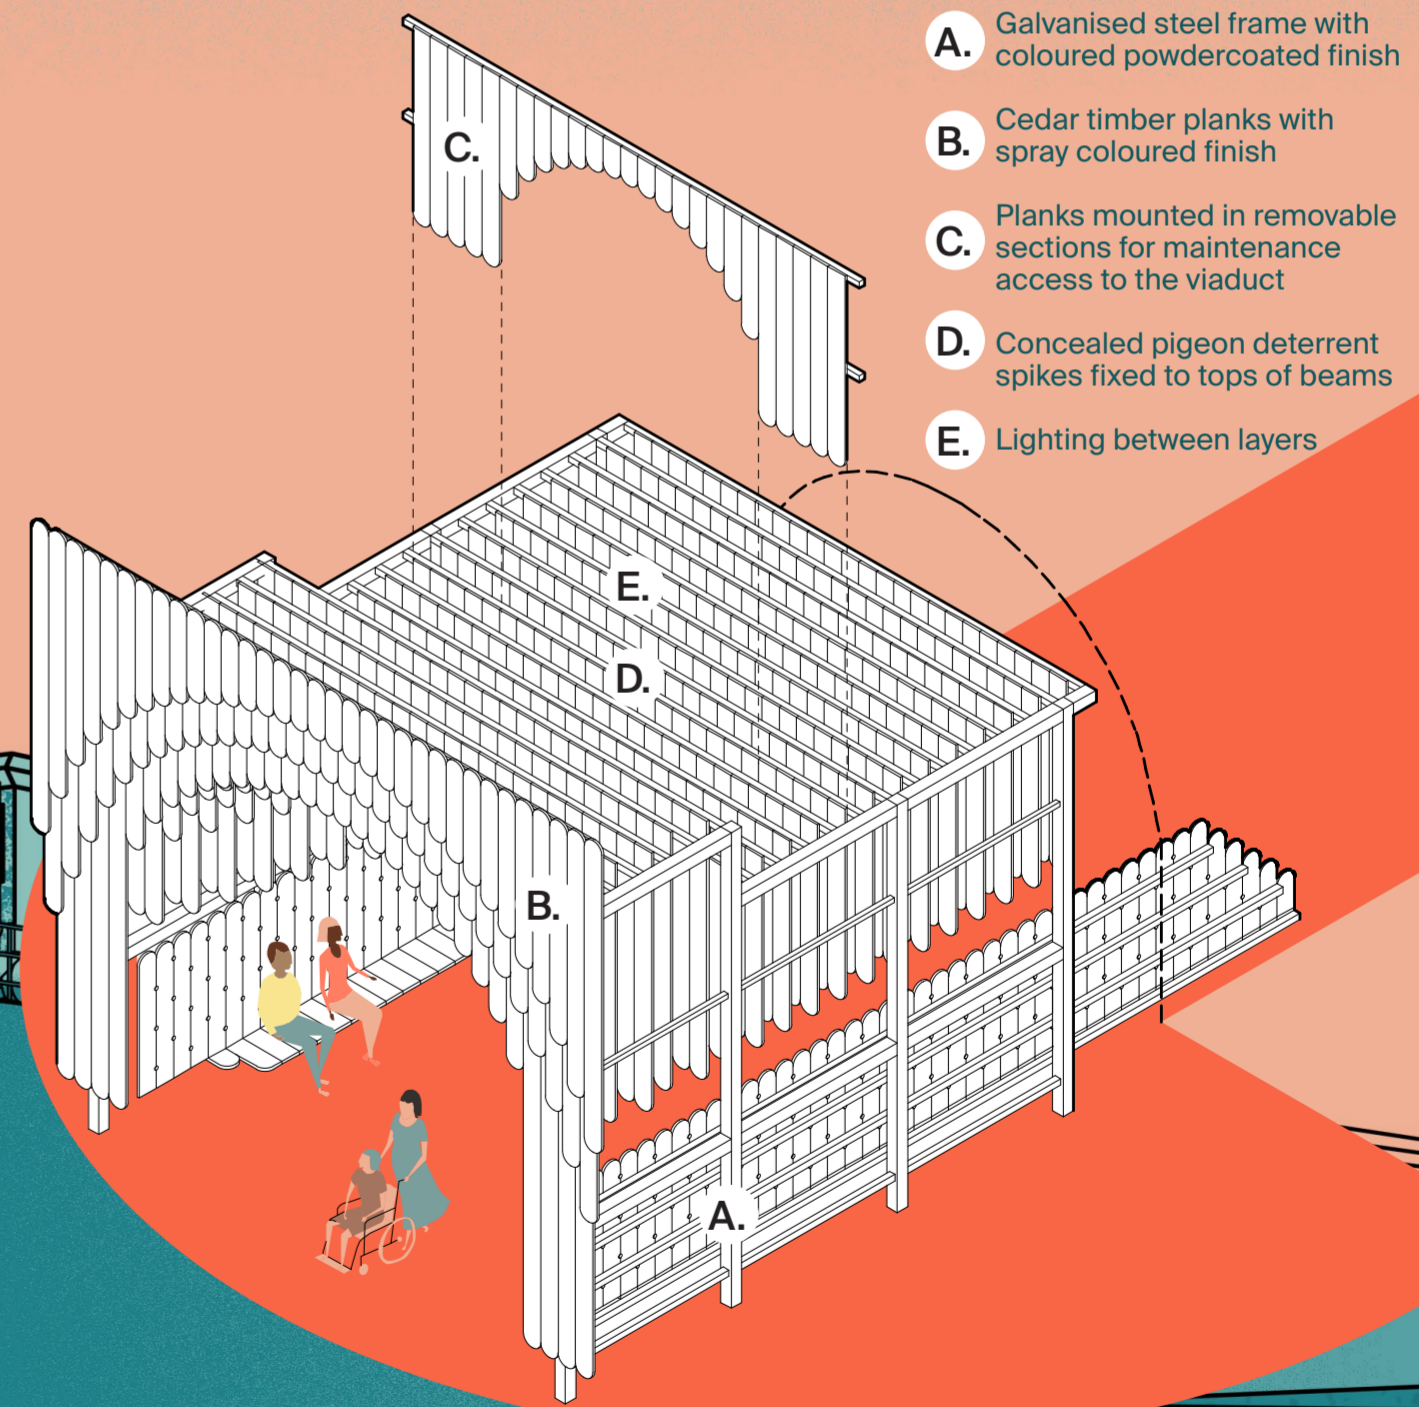 A. Galvanised steel frame with
coloured powdercoated finish
B. Cedar timber planks with
spray coloured finish
C. Planks mounted in removable
sections for maintenance
access to the viaduct
D. Concealed pigeon deterrent
spikes fixed to tops of beams
E. Lighting between layers
C.
E.
D.
B.
A.